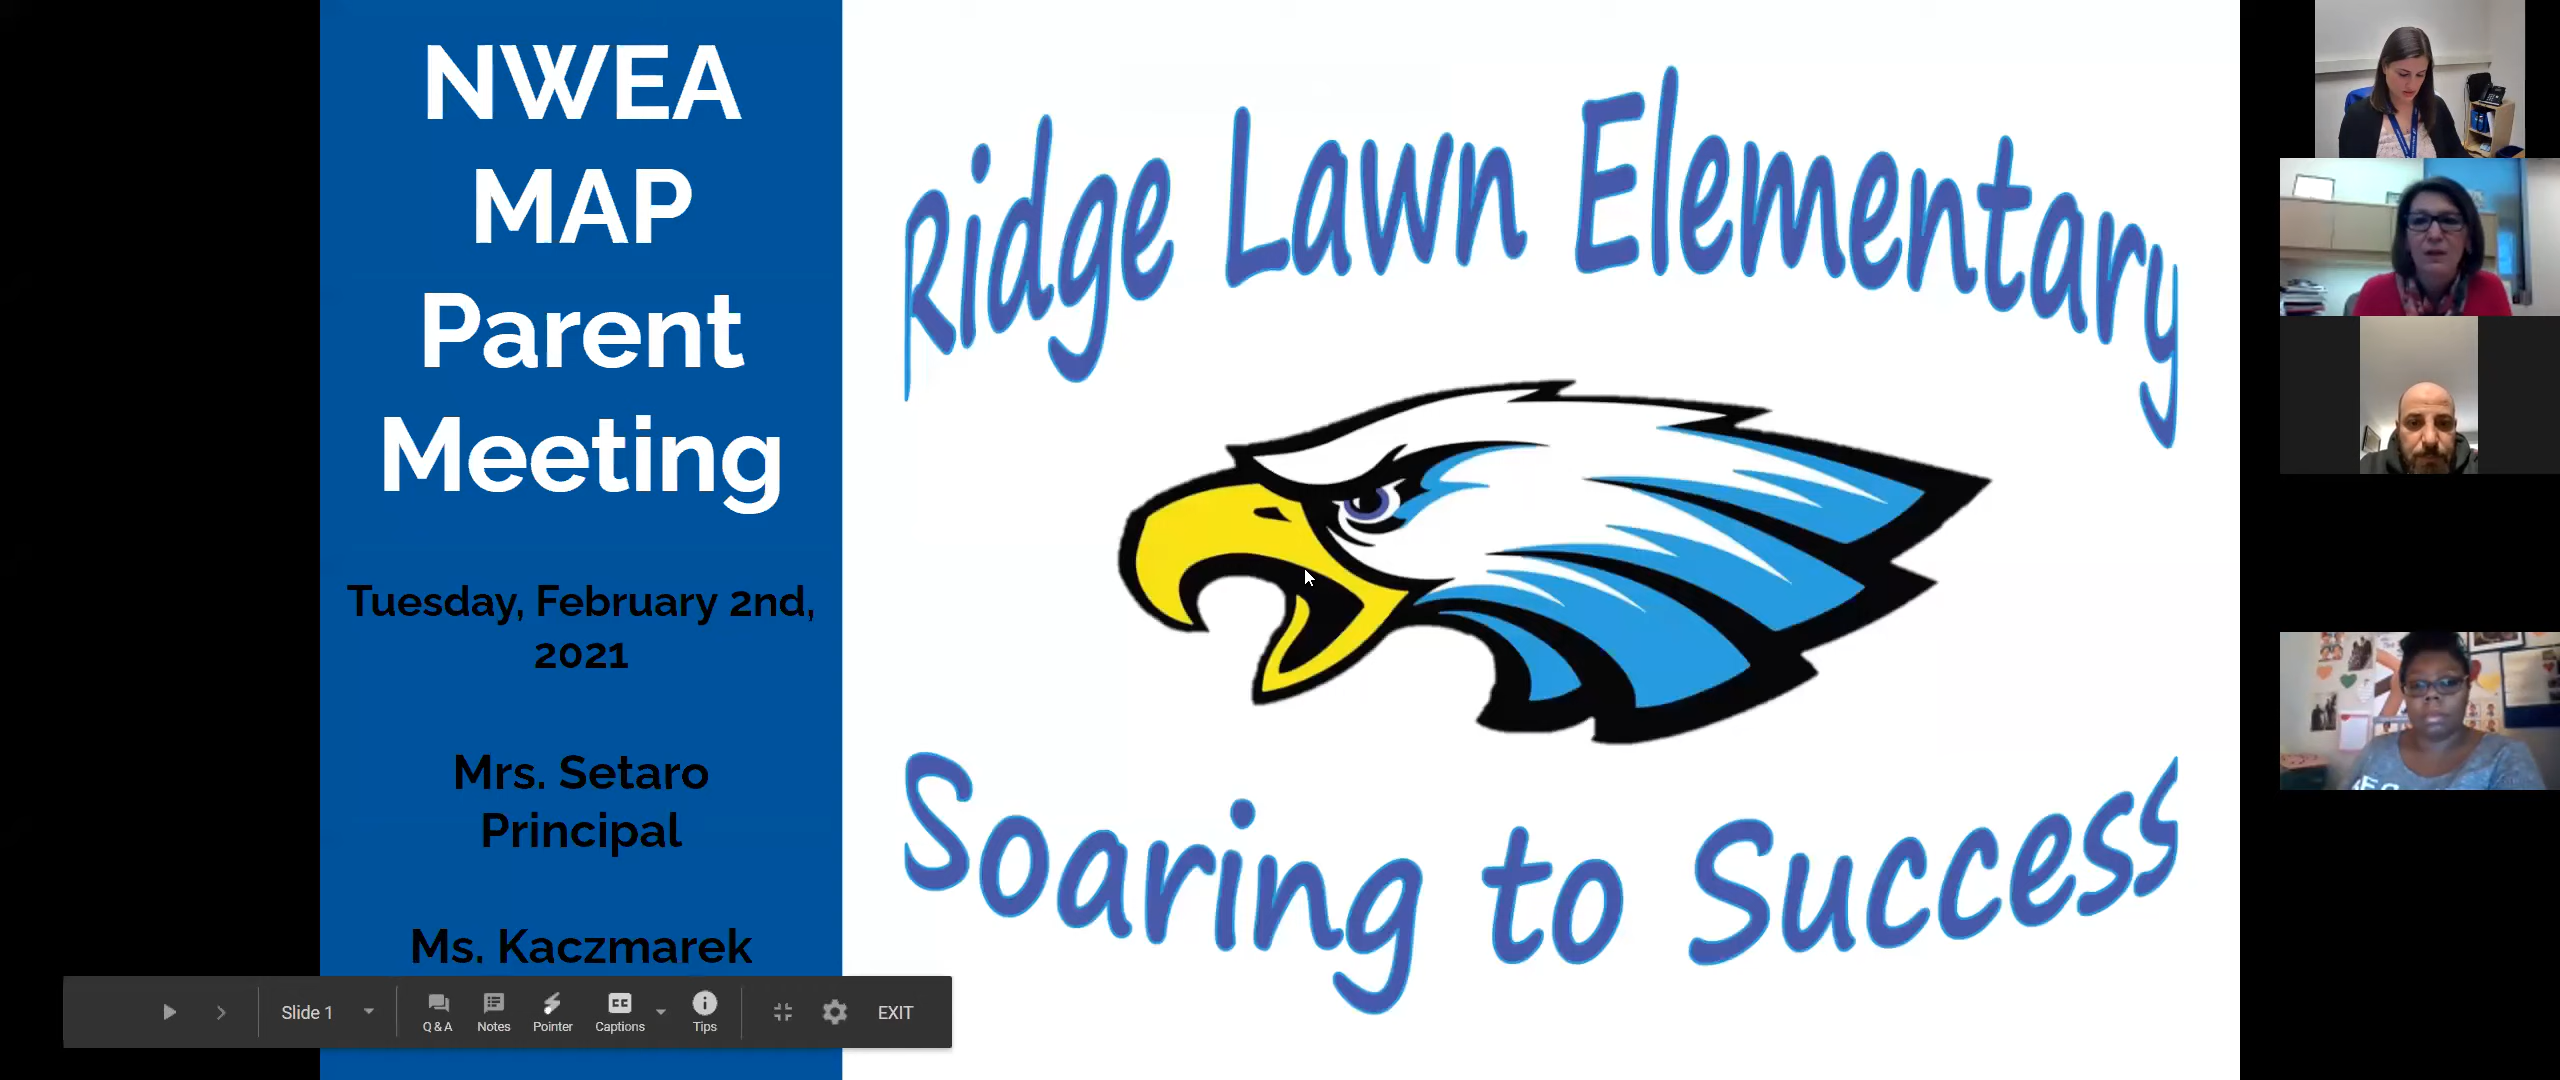 NWEA
MAP
Parent
Meeting
Tuesday, February 2nd,
2021
Mrs. Setaro
Principal
Ms. Kaczmarek
Ridge Lawn Elementary
Soaring to Success
Slide 1
Q & A
Notes
Pointer
Captions
Tips
EXIT